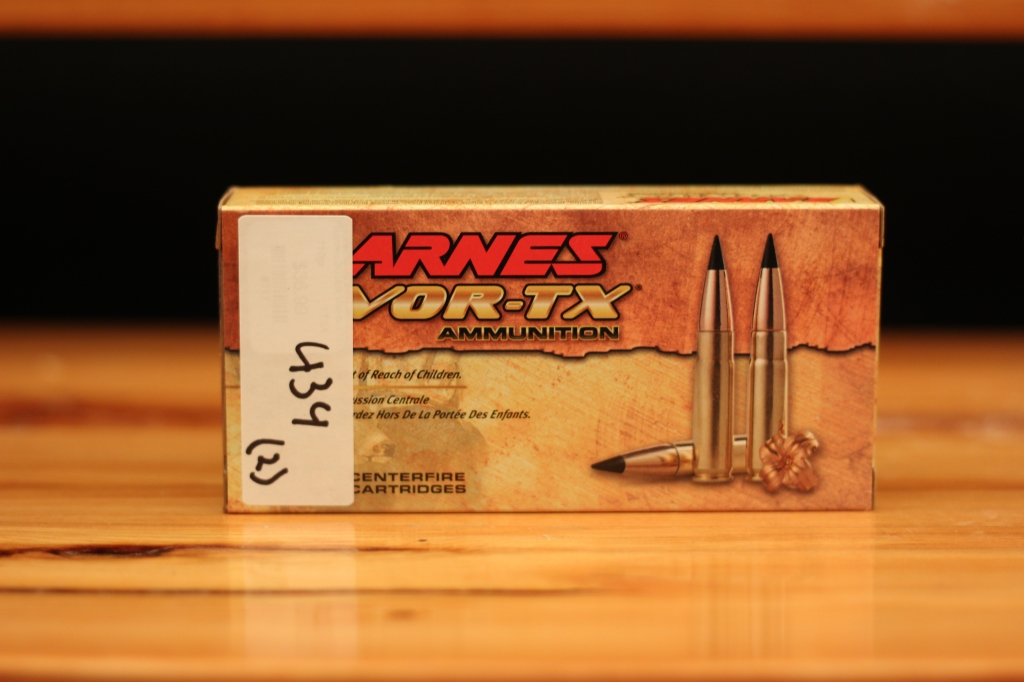 ARNES®
VOR-TX
AMMUNITION
t of Reach of Children.
ussion Centrale
rdez Hors De La Portée Des Enfants.
CENTERFIRE
CARTRIDGES
434
(2)